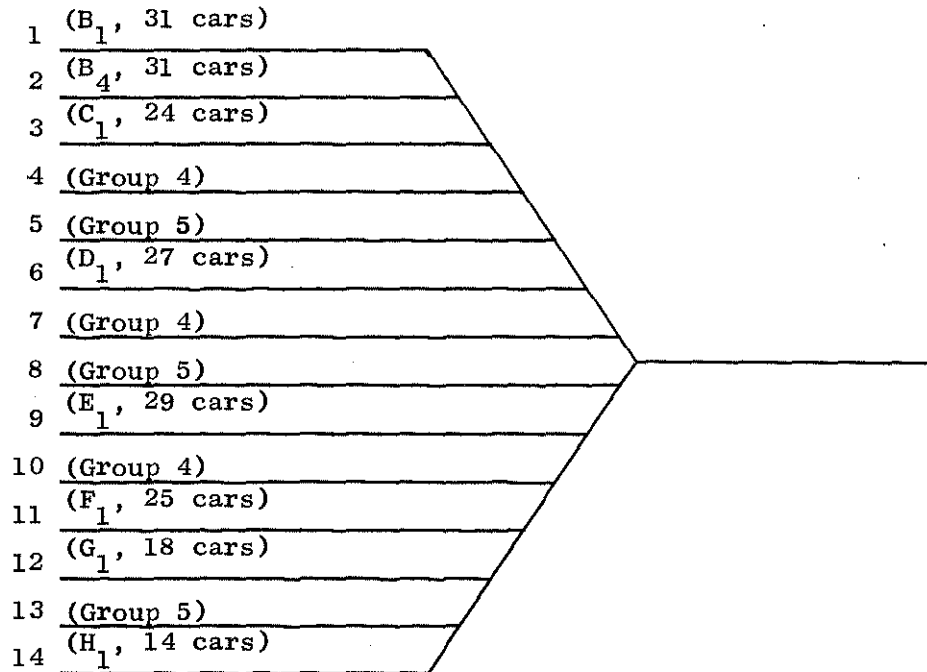 1 (B1, 31 cars)
2 (B4, 31 cars)
3 (C1, 24 cars)
4 (Group 4)
5 (Group 5)
6 (D1, 27 cars)
7 (Group 4)
8 (Group 5)
9 (E1, 29 cars)
10 (Group 4)
11 (F1, 25 cars)
12 (G1, 18 cars)
13 (Group 5)
14 (H1, 14 cars)